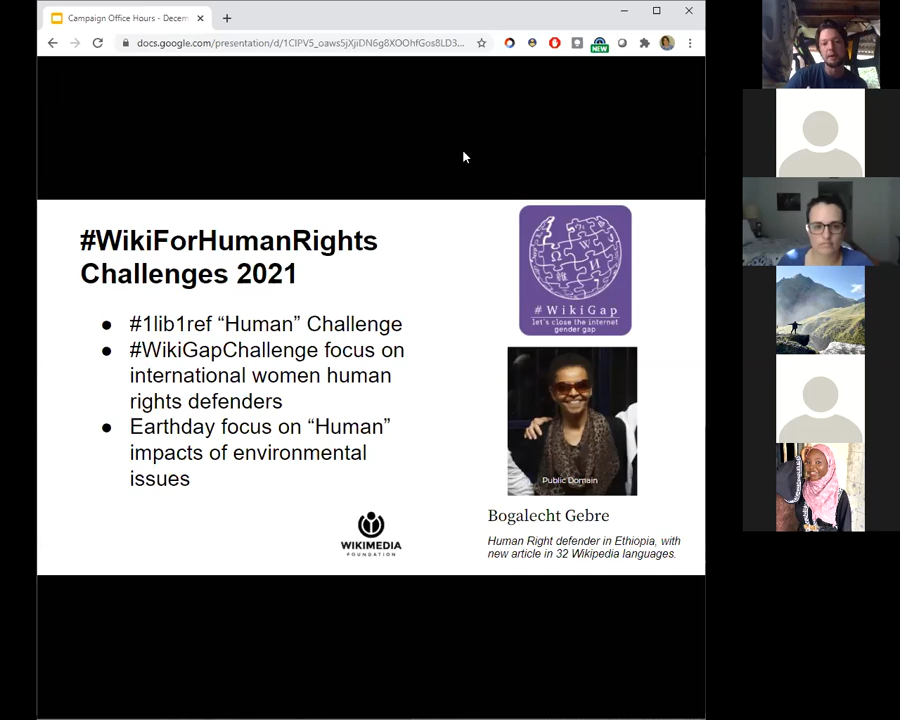 Campaign Office Hours - Decem
docs.google.com/presentation/d/1CIPV5_oaws5jXjiDN6g8XOOhfGos8LD3...
NEW
#WikiForHumanRights
Challenges 2021
● #1lib1ref “Human” Challenge
● #WikiGapChallenge focus on
international women human
rights defenders
● Earthday focus on “Human”
impacts of environmental
issues
WIKIMEDIA
FOUNDATION
#WikiGap
let's close the internet
gender gap
Public Domain
Bogalecht Gebre
Human Right defender in Ethiopia, with
new article in 32 Wikipedia languages.